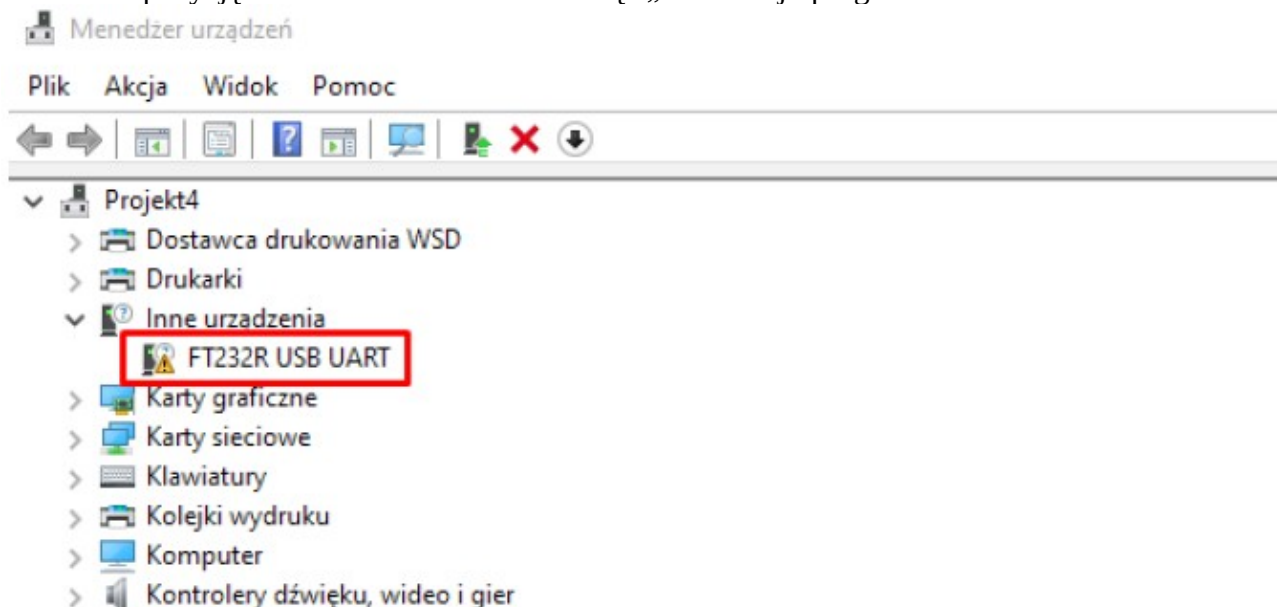 Menedżer urządzeń
Plik Akcja Widok Pomoc
Projekt4
Dostawca drukowania WSD
Drukarki
Inne urządzenia
FT232R USB UART
Karty graficzne
Karty sieciowe
Klawiatury
Kolejki wydruku
Komputer
Kontrolery dźwięku, wideo i gier